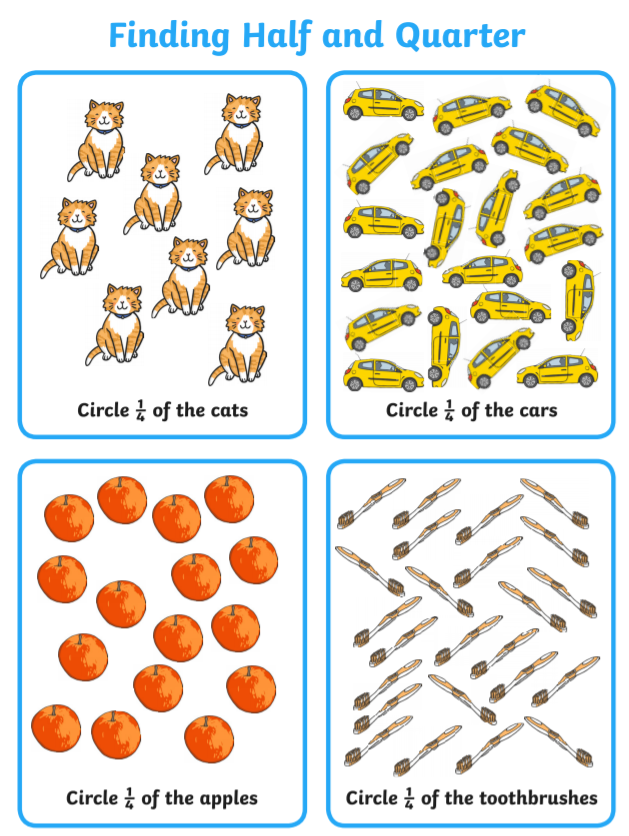 Finding Half and Quarter
Circle 1/4 of the cats
Circle 1/4 of the cars
Circle 1/4 of the apples
Circle 1/4 of the toothbrushes